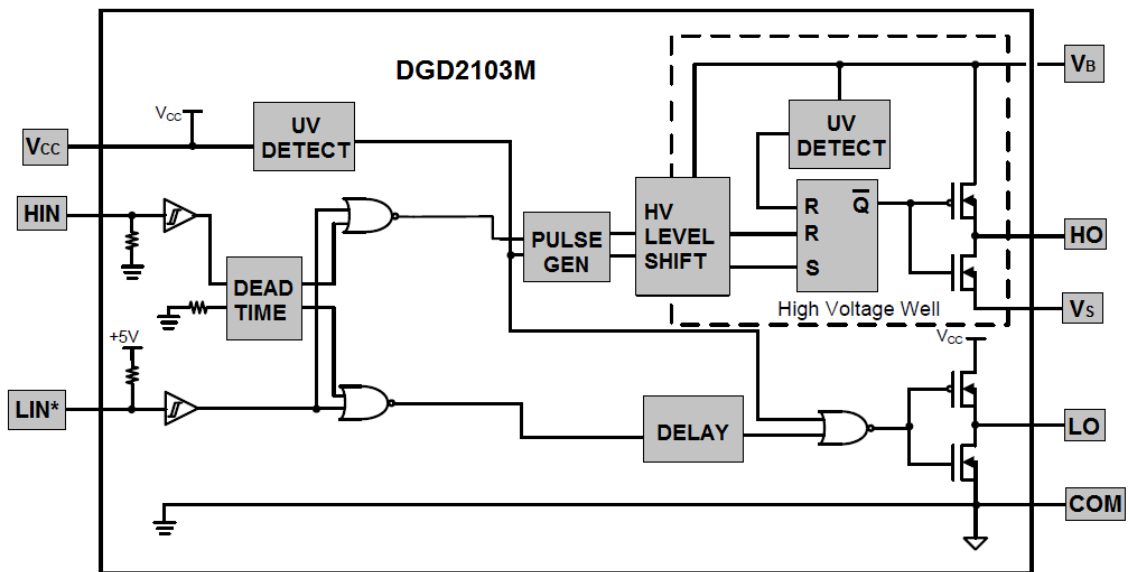 DGD2103M
VB
VCC
UV
DETECT
UV
DETECT
VCC
HIN
HV
LEVEL
SHIFT
R
R
S
Q
PULSE
GEN
HO
DEAD
TIME
High Voltage Well
VS
+5V
VCC
LIN*
DELAY
LO
COM